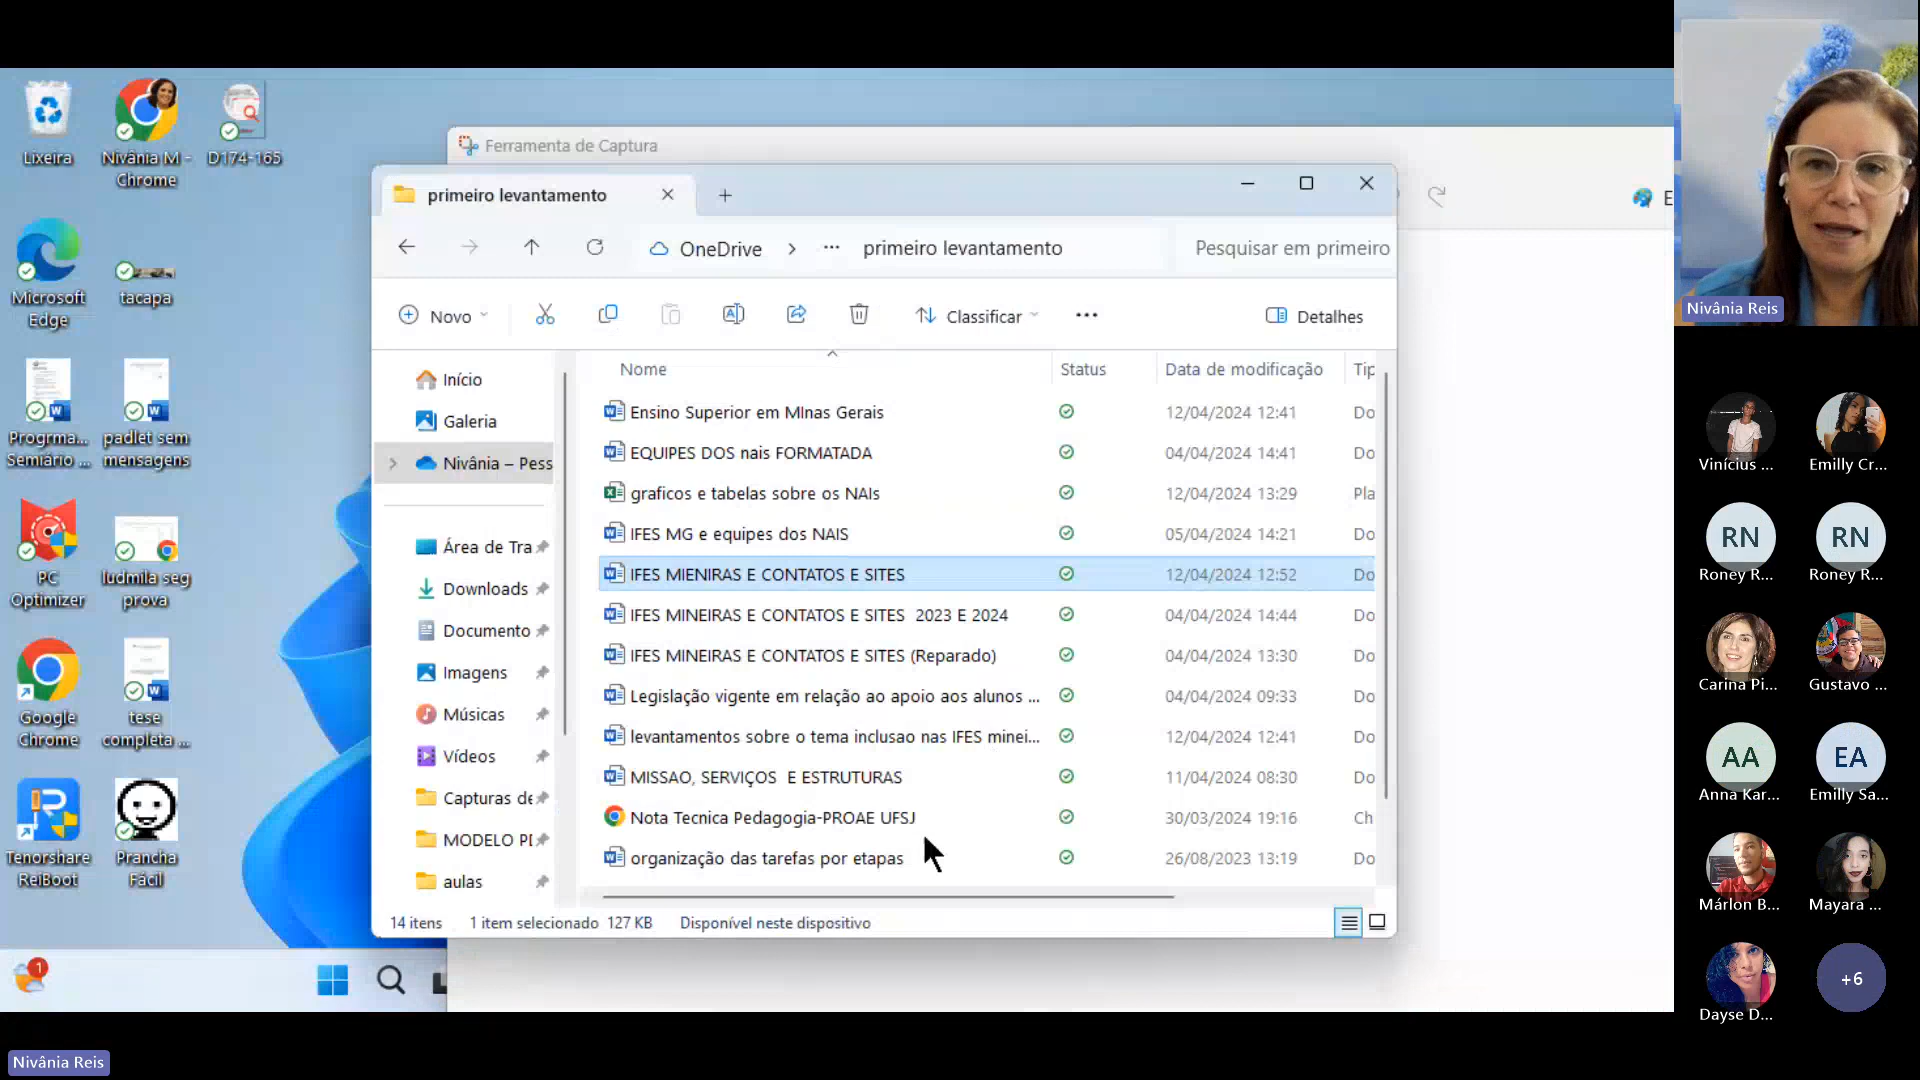 Lixeira
Nivânia M -
Chrome
D174-165
Microsoft
Edge
tacapa
Progrma...
Semiário ...
padlet sem
mensagens
PC
Optimizer
ludmila seg
prova
Google
Chrome
tese
completa ...
Tenorshare
ReiBoot
Prancha
Fácil
1
Ferramenta de Captura
E
primeiro levantamento
OneDrive > ... primeiro levantamento
Pesquisar em primeiro
Novo
Classificar
Detalhes
Início
Galeria
Nivânia – Pess
Área de Tra
Downloads
Documento
Imagens
Músicas
Vídeos
Capturas de
MODELO PI
aulas
Nome Status Data de modificação Tip
Ensino Superior em MInas Gerais 12/04/2024 12:41 Do
EQUIPES DOS nais FORMATADA 04/04/2024 14:41 Do
graficos e tabelas sobre os NAIs 12/04/2024 13:29 Pla
IFES MG e equipes dos NAIS 05/04/2024 14:21 Do
IFES MIENIRAS E CONTATOS E SITES 12/04/2024 12:52 Do
IFES MINEIRAS E CONTATOS E SITES 2023 E 2024 04/04/2024 14:44 Do
IFES MINEIRAS E CONTATOS E SITES (Reparado) 04/04/2024 13:30 Do
Legislação vigente em relação ao apoio aos alunos ... 04/04/2024 09:33 Do
levantamentos sobre o tema inclusao nas IFES minei... 12/04/2024 12:41 Do
MISSAO, SERVIÇOS E ESTRUTURAS 11/04/2024 08:30 Do
Nota Tecnica Pedagogia-PROAE UFSJ 30/03/2024 19:16 Ch
organização das tarefas por etapas 26/08/2023 13:19 Do
14 itens 1 item selecionado 127 KB Disponível neste dispositivo
Nivânia Reis
Vinícius ...
Emilly Cr...
RN
Roney R...
RN
Roney R...
Carina Pi...
Gustavo ...
AA
Anna Kar...
EA
Emilly Sa...
Márlon B...
Mayara ...
Dayse D...
+6
Nivânia Reis